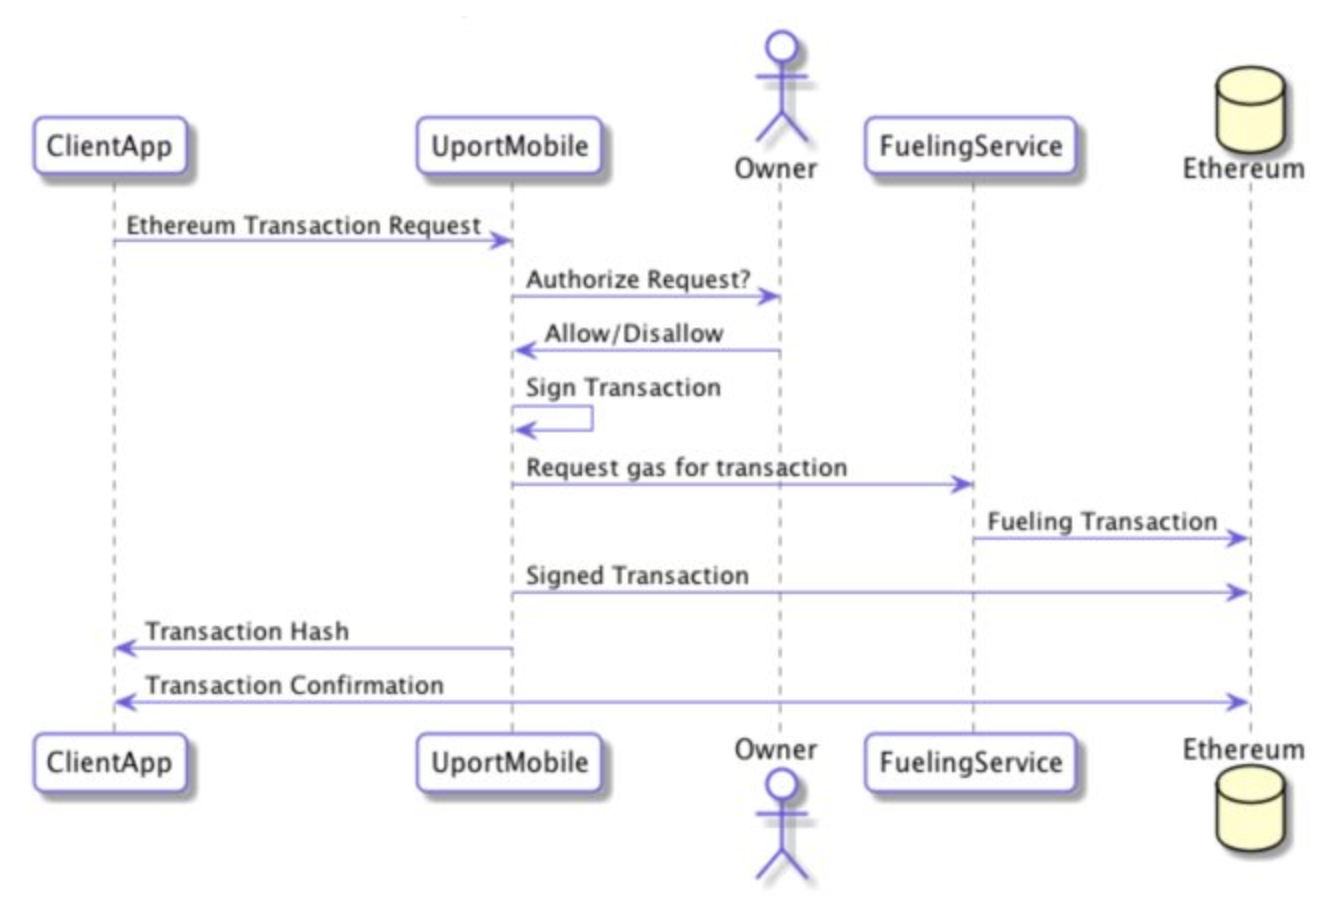 Owner
ClientApp
UportMobile
FuelingService
Ethereum
Ethereum Transaction Request
Authorize Request?
Allow/Disallow
Sign Transaction
Request gas for transaction
Fueling Transaction
Signed Transaction
Transaction Hash
Transaction Confirmation
ClientApp
UportMobile
Owner
FuelingService
Ethereum